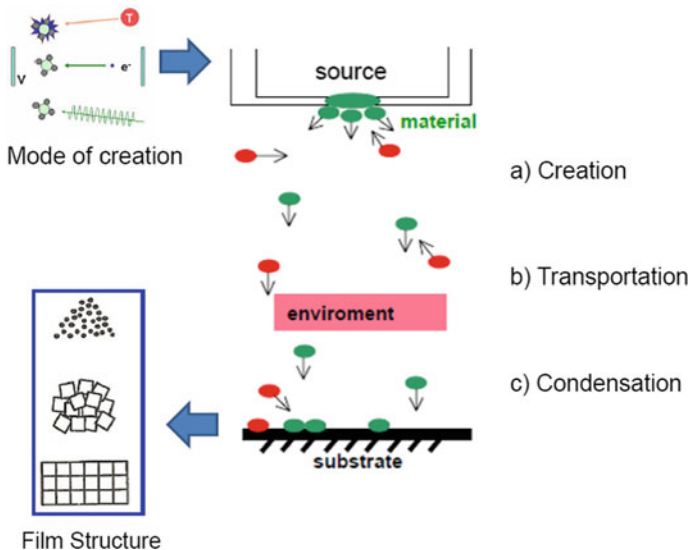 T
V
e-
Mode of creation
source
material
a) Creation
b) Transportation
enviroment
c) Condensation
substrate
Film Structure